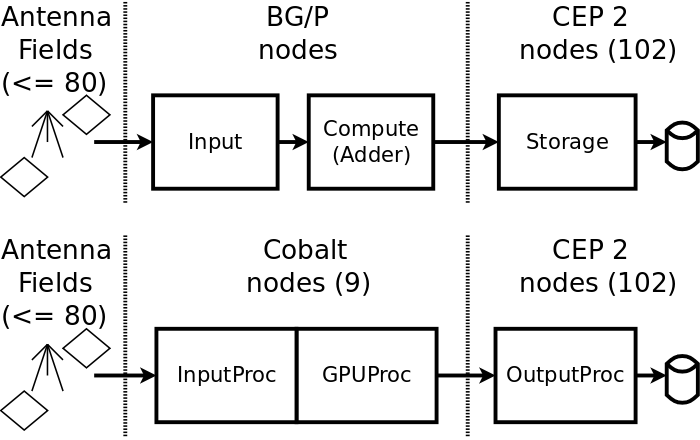 Antenna
Fields
(<= 80)
BG/P
nodes
CEP 2
nodes (102)
Input
Compute
(Adder)
Storage
Antenna
Fields
(<= 80)
Cobalt
nodes (9)
CEP 2
nodes (102)
InputProc
GPUProc
OutputProc